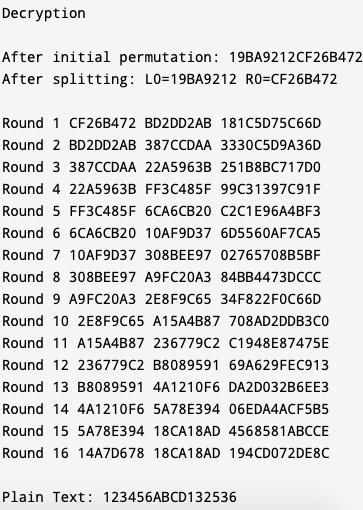 Decryption
After initial permutation: 19BA9212CF26B472
After splitting: L0=19BA9212 R0=CF26B472
Round 1 CF26B472 BD2DD2AB 181C5D75C66D
Round 2 BD2DD2AB 387CCDAA 3330C5D9A36D
Round 3 387CCDAA 22A5963B 251B8BC717D0
Round 4 22A5963B FF3C485F 99C31397C91F
Round 5 FF3C485F 6CA6CB20 C2C1E96A4BF3
Round 6 6CA6CB20 10AF9D37 6D5560AF7CA5
Round 7 10AF9D37 308BEE97 02765708B5BF
Round 8 308BEE97 A9FC20A3 84BB4473DCCC
Round 9 A9FC20A3 2E8F9C65 34F822F0C66D
Round 10 2E8F9C65 A15A4B87 708AD2DDB3C0
Round 11 A15A4B87 236779C2 C1948E87475E
Round 12 236779C2 B8089591 69A629FEC913
Round 13 B8089591 4A1210F6 DA2D032B6EE3
Round 14 4A1210F6 5A78E394 06EDA4ACF5B5
Round 15 5A78E394 18CA18AD 4568581ABCCE
Round 16 14A7D678 18CA18AD 194CD072DE8C
Plain Text: 123456ABCD132536